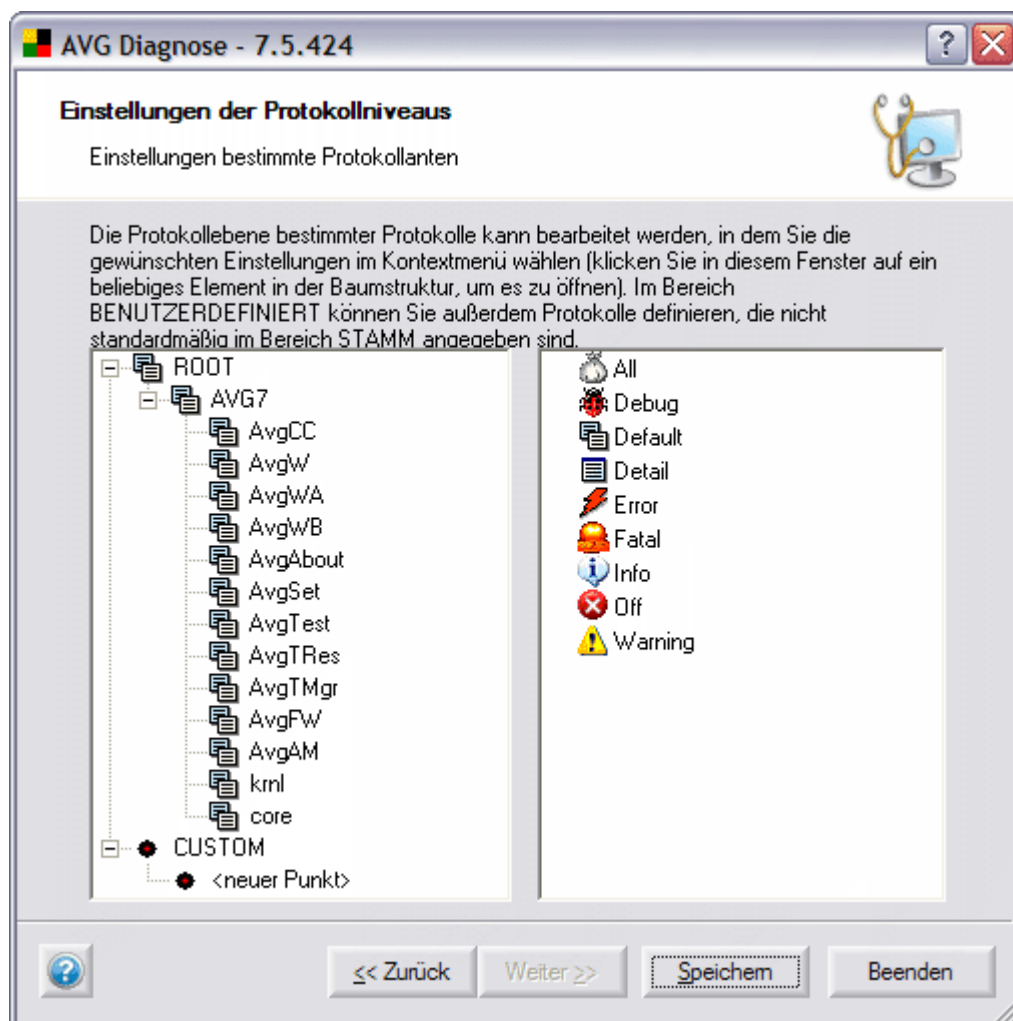 AVG Diagnose - 7.5.424
Einstellungen der Protokollniveaus
Einstellungen bestimmte Protokollanten
Die Protokollebene bestimmter Protokolle kann bearbeitet werden, in dem Sie die
gewünschten Einstellungen im Kontextmenü wählen (klicken Sie in diesem Fenster auf ein
beliebiges Element in der Baumstruktur, um es zu öffnen). Im Bereich
BENUTZERDEFINIERT können Sie außerdem Protokolle definieren, die nicht
standardmäßig im Bereich STAMM angegeben sind.
ROOT
AVG7
AvgCC
AvgW
AvgWA
AvgWB
AvgAbout
AvgSet
AvgTest
AvgTRes
AvgTMgr
AvgFW
AvgAM
krnl
core
CUSTOM
<neuer Punkt>
All
Debug
Default
Detail
Error
Fatal
Info
Off
Warning
<< Zurück
Weiter >>
Speichern
Beenden